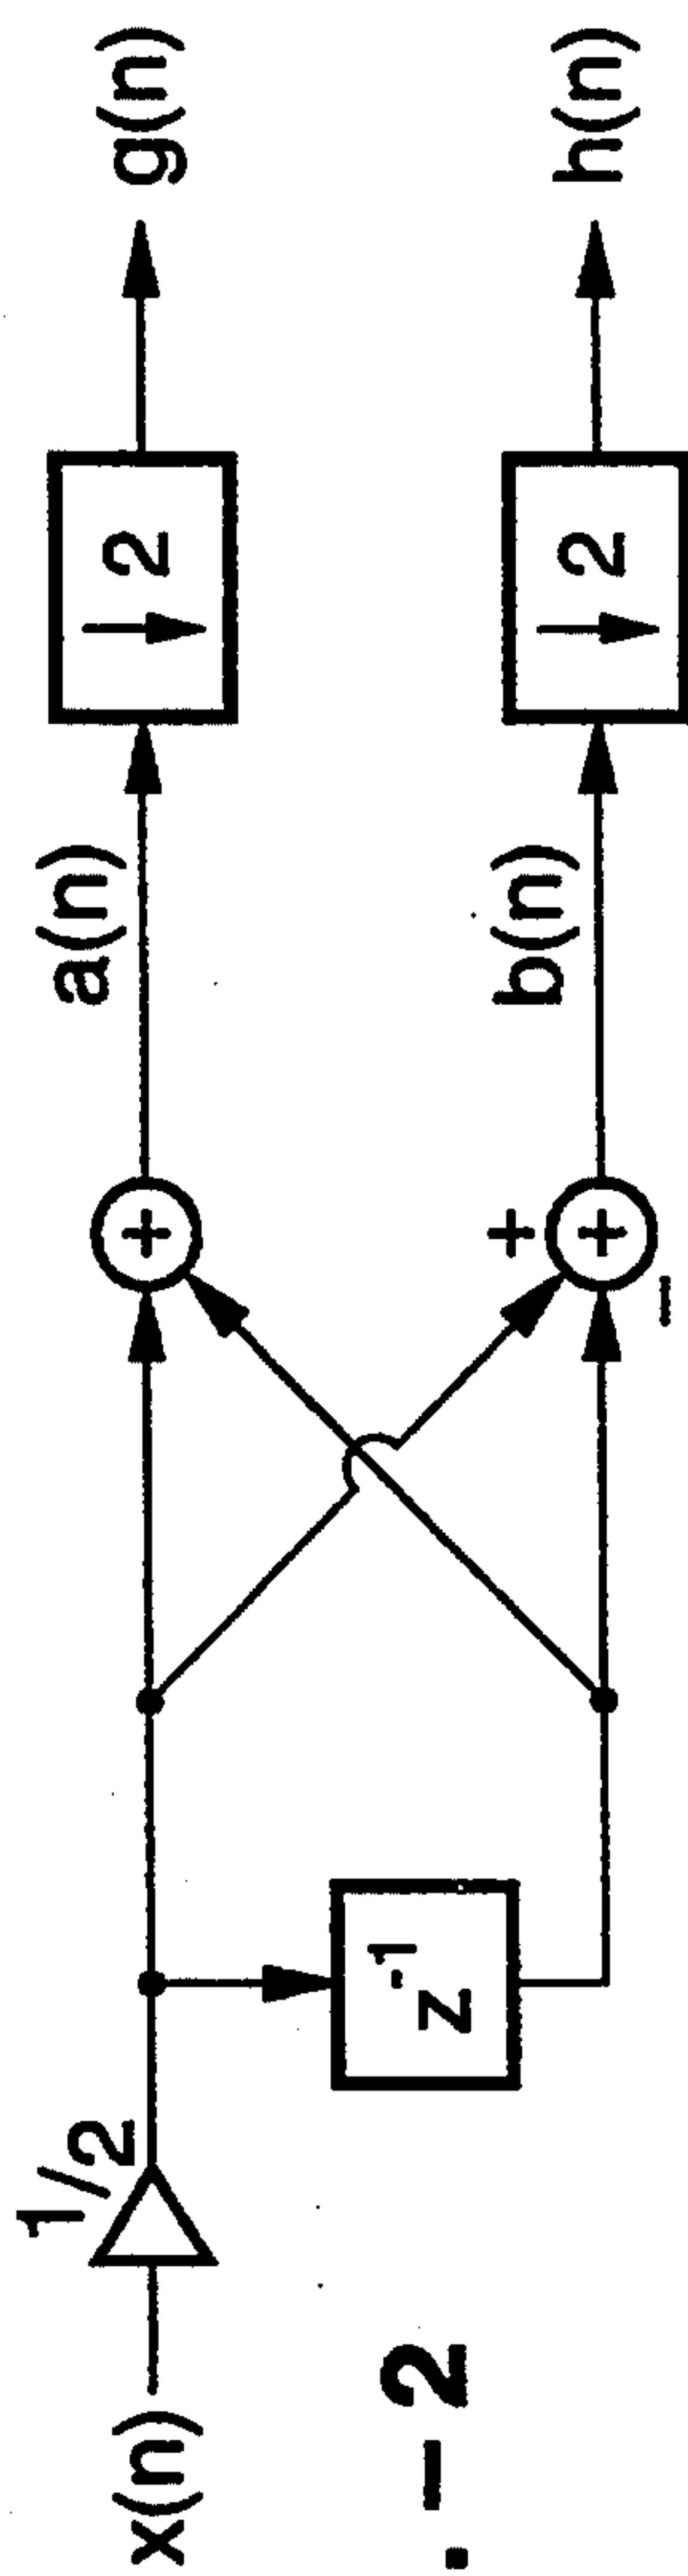 x(n)
1/2
z-1
+
+
+
−
a(n)
b(n)
↓ 2
↓ 2
g(n)
h(n)
. – 2